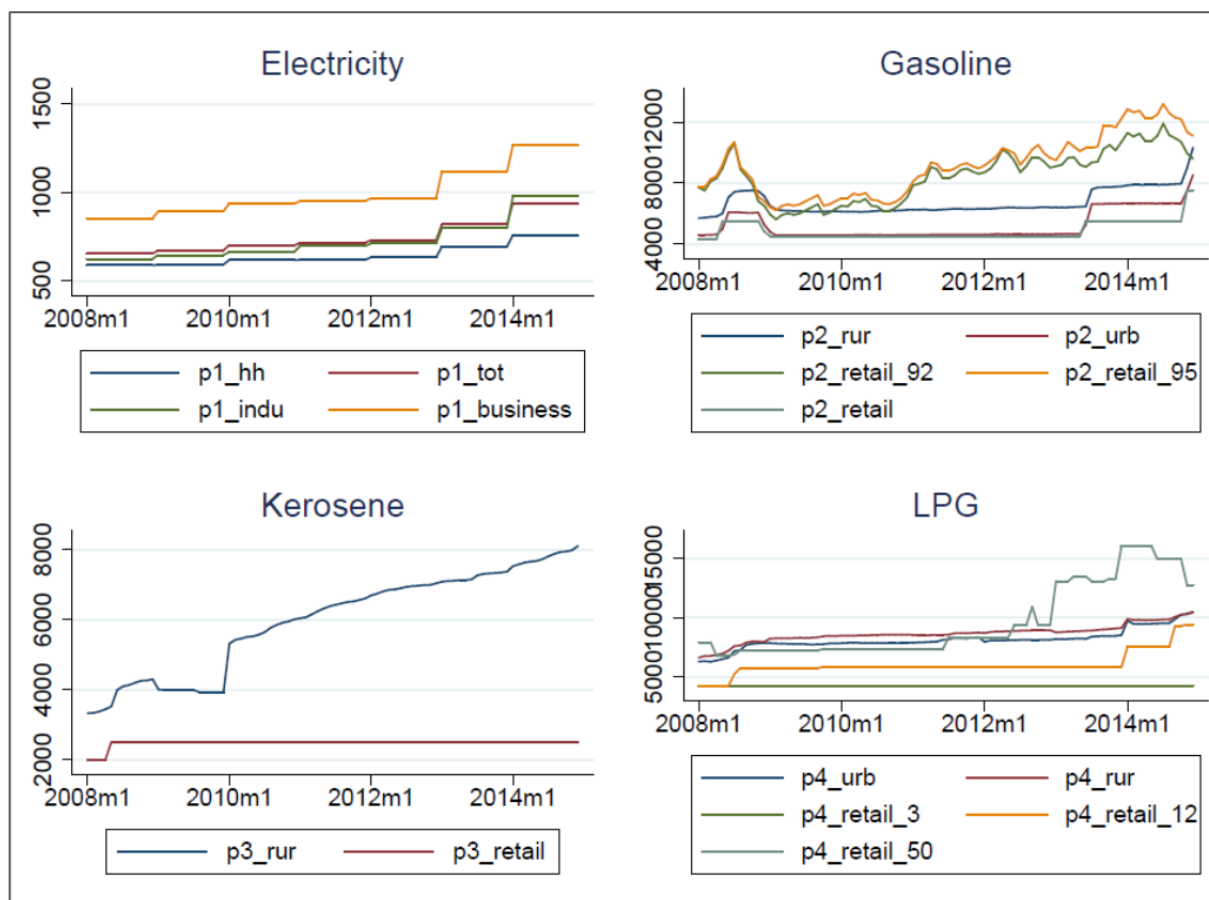 Electricity
1500
1000
500
2008m1 2010m1 2012m1 2014m1
p1_hh p1_tot
p1_indu p1_business
Gasoline
12000
8000
4000
2008m1 2010m1 2012m1 2014m1
p2_rur p2_urb
p2_retail_92 p2_retail_95
p2_retail
Kerosene
8000
6000
4000
2000
2008m1 2010m1 2012m1 2014m1
p3_rur p3_retail
LPG
15000
10000
5000
2008m1 2010m1 2012m1 2014m1
p4_urb p4_rur
p4_retail_3 p4_retail_12
p4_retail_50